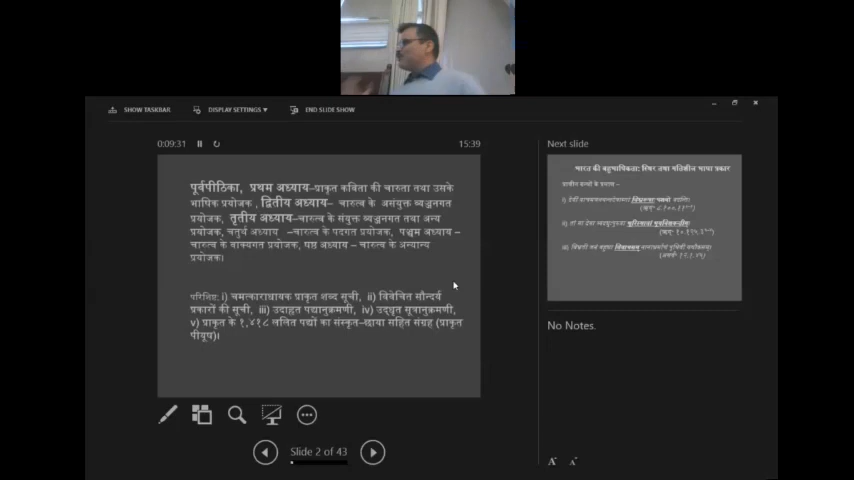 SHOW TASKBAR DISPLAY SETTINGS ▾ END SLIDE SHOW
0:09:31 15:39
पूर्वपीठिका, प्रथम अध्याय–प्राकृत कविता की चारुता तथा उसके
भाषिक प्रयोजक, द्वितीय अध्याय– चारुत्व के असंयुक्त व्यञ्जनगत
प्रयोजक, तृतीय अध्याय–चारुत्व के संयुक्त व्यञ्जनगत तथा अन्य
प्रयोजक, चतुर्थ अध्याय –चारुत्व के पदगत प्रयोजक, पञ्चम अध्याय –
चारुत्व के वाक्यगत प्रयोजक, षष्ठ अध्याय – चारुत्व के अन्यान्य
प्रयोजक।
परिशिष्ट: i) चमत्काराधायक प्राकृत शब्द सूची, ii) विवेचित सौन्दर्य
प्रकारों की सूची, iii) उदाहृत पद्यानुक्रमणी, iv) उद्धृत सूत्रानुक्रमणी,
v) प्राकृत के १,४१८ ललित पद्यों का संस्कृत–छाया सहित संग्रह (प्राकृत
पीयूष)।
Slide 2 of 43
Next slide
भारत की बहुभाषिकता: स्थिर तथा गतिशील भाषा प्रकार
प्राचीन ग्रन्थों के प्रमाण –
No Notes.
A A